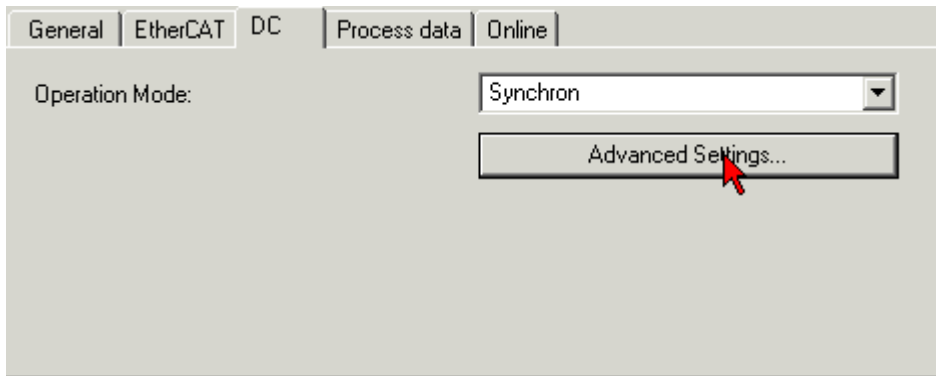 General EtherCAT DC Process data Online
Operation Mode: Synchron
Advanced Settings...